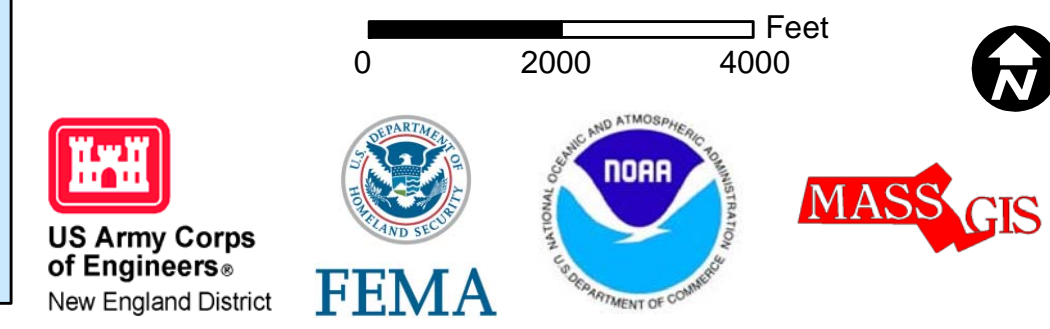 Feet
0 2000 4000
N
US Army Corps
of Engineers®
New England District
U.S. DEPARTMENT OF
HOMELAND SECURITY
FEMA
NATIONAL OCEANIC AND ATMOSPHERIC ADMINISTRATION
NOAA
U.S. DEPARTMENT OF COMMERCE
MASS GIS